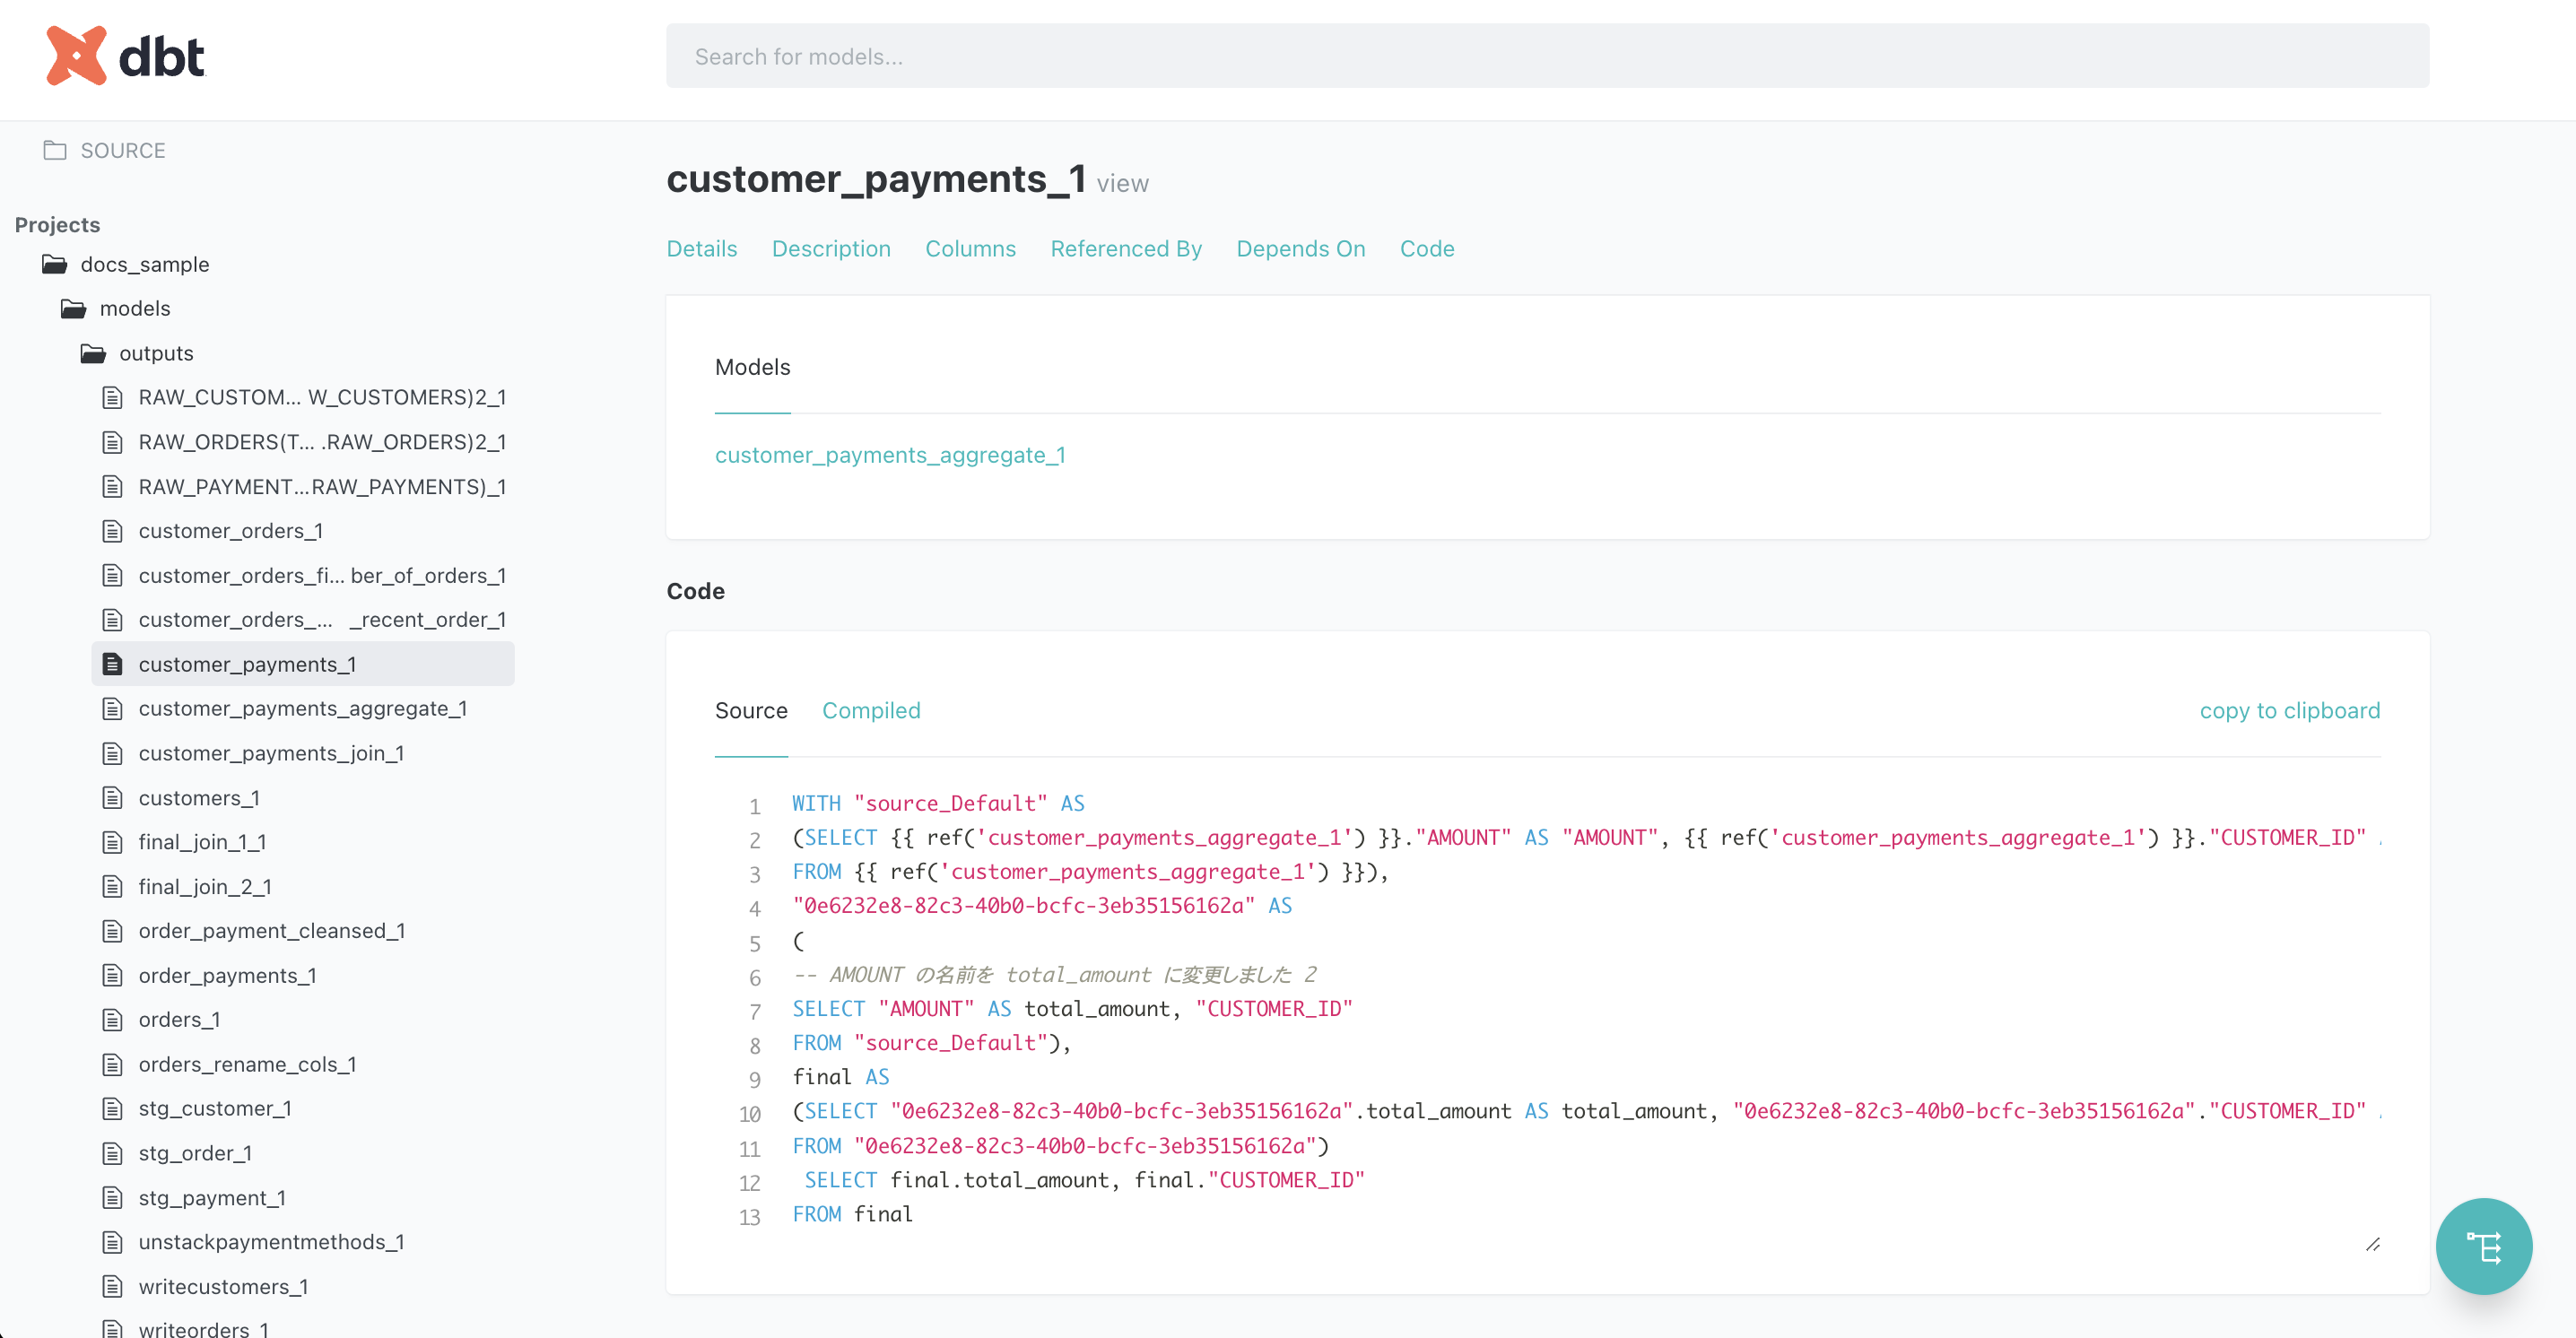 dbt
Search for models...
SOURCE
Projects
docs_sample
models
outputs
RAW_CUSTOM... W_CUSTOMERS)2_1
RAW_ORDERS(T... .RAW_ORDERS)2_1
RAW_PAYMENT...RAW_PAYMENTS)_1
customer_orders_1
customer_orders_fi... ber_of_orders_1
customer_orders_... _recent_order_1
customer_payments_1
customer_payments_aggregate_1
customer_payments_join_1
customers_1
final_join_1_1
final_join_2_1
order_payment_cleansed_1
order_payments_1
orders_1
orders_rename_cols_1
stg_customer_1
stg_order_1
stg_payment_1
unstackpaymentmethods_1
writecustomers_1
writeorders_1
customer_payments_1 view
Details Description Columns Referenced By Depends On Code
Models
customer_payments_aggregate_1
Code
Source Compiled copy to clipboard
1 WITH "source_Default" AS
2 (SELECT {{ ref('customer_payments_aggregate_1') }}."AMOUNT" AS "AMOUNT", {{ ref('customer_payments_aggregate_1') }}."CUSTOMER_ID"
3 FROM {{ ref('customer_payments_aggregate_1') }}),
4 "0e6232e8-82c3-40b0-bcfc-3eb35156162a" AS
5 (
6 -- AMOUNT の名前を total_amount に変更しました 2
7 SELECT "AMOUNT" AS total_amount, "CUSTOMER_ID"
8 FROM "source_Default"),
9 final AS
10 (SELECT "0e6232e8-82c3-40b0-bcfc-3eb35156162a".total_amount AS total_amount, "0e6232e8-82c3-40b0-bcfc-3eb35156162a"."CUSTOMER_ID"
11 FROM "0e6232e8-82c3-40b0-bcfc-3eb35156162a")
12 SELECT final.total_amount, final."CUSTOMER_ID"
13 FROM final